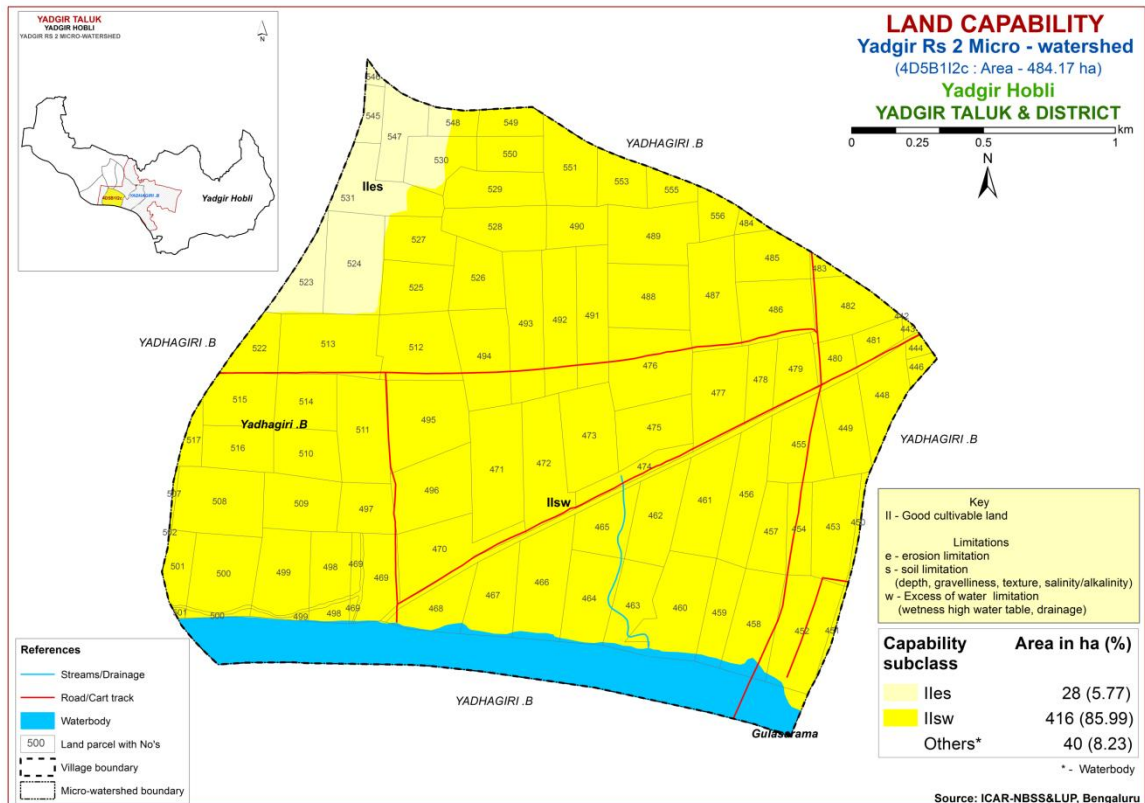 YADGIR TALUK
YADGIR HOBLI
YADGIR RS 2 MICRO-WATERSHED
N
4D5B1I2c
YADHAGIRI .B
Yadgir Hobli
LAND CAPABILITY
Yadgir Rs 2 Micro - watershed
(4D5B1I2c : Area - 484.17 ha)
Yadgir Hobli
YADGIR TALUK & DISTRICT
km
0 0.25 0.5 1
N
546
545
547
548
549
530
550
551
YADHAGIRI .B
553
555
IIes
529
531
556
484
528
490
489
527
485
524
483
523
525
526
488
487
486
482
493
492
491
442
443
YADHAGIRI .B
522
513
512
494
476
480
481
444
446
479
478
477
448
515
514
Yadhagiri .B
511
495
473
475
455
449
YADHAGIRI .B
517
516
510
471
472
474
507
508
509
497
496
IIsw
461
456
465
462
457
454
453
450
502
501
500
499
498
469
469
470
466
464
463
460
459
458
452
451
467
468
501
500
499
498
469
YADHAGIRI .B
Gulasarama
Key
II - Good cultivable land
Limitations
e - erosion limitation
s - soil limitation
(depth, gravelliness, texture, salinity/alkalinity)
w - Excess of water limitation
(wetness high water table, drainage)
Capability subclass Area in ha (%)
IIes 28 (5.77)
IIsw 416 (85.99)
Others* 40 (8.23)
* - Waterbody
References
Streams/Drainage
Road/Cart track
Waterbody
500 Land parcel with No's
Village boundary
Micro-watershed boundary
Source: ICAR-NBSS&LUP, Bengaluru